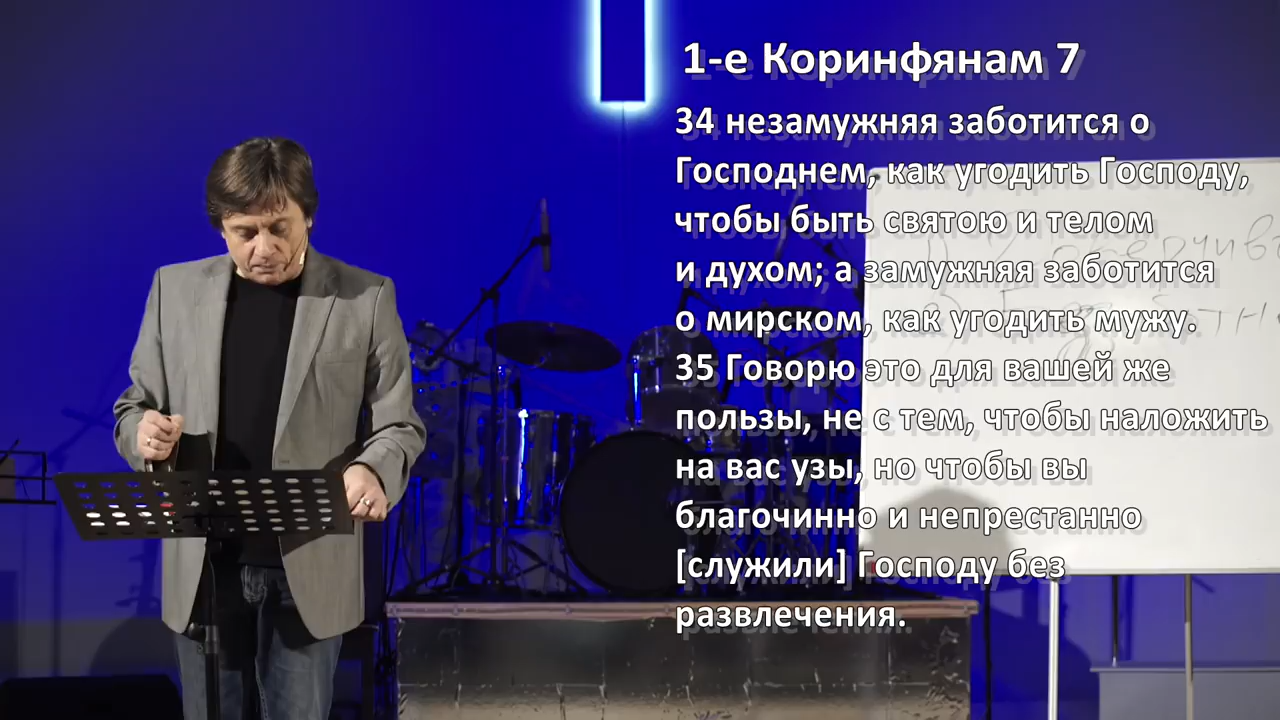 1-е Коринфянам 7
34 незамужняя заботится о
Господнем, как угодить Господу,
чтобы быть святою и телом
и духом; а замужняя заботится
о мирском, как угодить мужу.
35 Говорю это для вашей же
пользы, не с тем, чтобы наложить
на вас узы, но чтобы вы
благочинно и непрестанно
[служили] Господу без
развлечения.